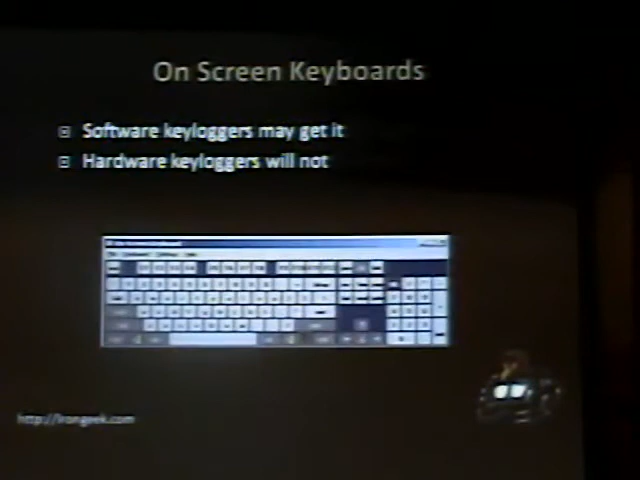 On Screen Keyboards
Software keyloggers may get it
Hardware keyloggers will not
http://irongeek.com